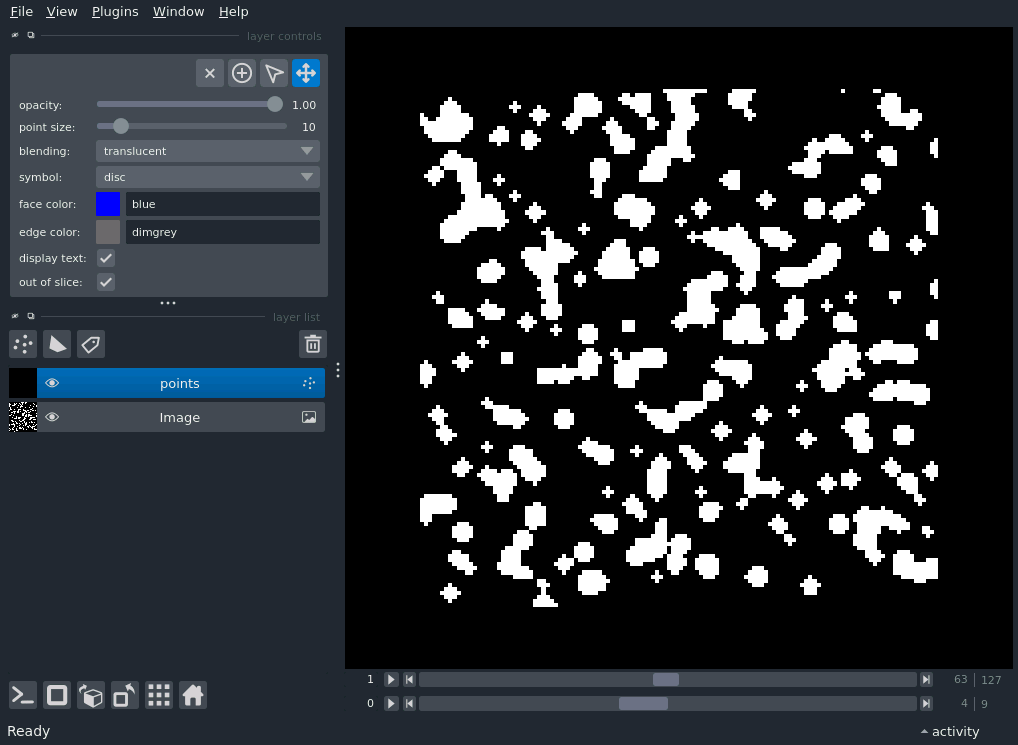 File View Plugins Window Help
layer controls
opacity: 1.00
point size: 10
blending: translucent
symbol: disc
face color: blue
edge color: dimgrey
display text:
out of slice:
layer list
points
Image
1 63 127
0 4 9
Ready activity